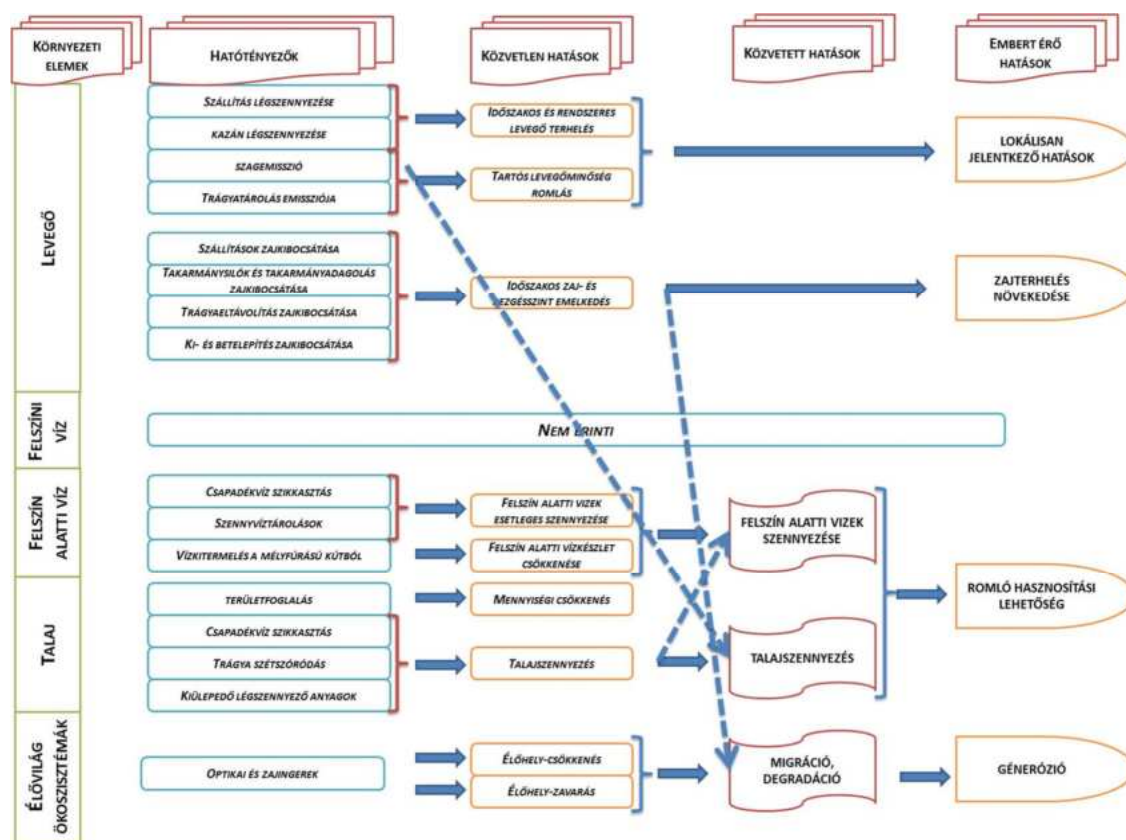 KÖRNYEZETI
ELEMEK
HATÓTÉNYEZŐK
KÖZVETLEN HATÁSOK
KÖZVETETT HATÁSOK
EMBERT ÉRŐ
HATÁSOK
LEVEGŐ
SZÁLLÍTÁS LÉGSZENNYEZÉSE
KAZÁN LÉGSZENNYEZÉSE
SZAGEMISSZIÓ
TRÁGYATÁROLÁS EMISSZIÓJA
IDŐSZAKOS ÉS RENDSZERES
LEVEGŐ TERHELÉS
TARTÓS LEVEGŐMINŐSÉG
ROMLÁS
LOKÁLISAN
JELENTKEZŐ HATÁSOK
SZÁLLÍTÁSOK ZAJKIBOCSÁTÁSA
TAKARMÁNYSILÓK ÉS TAKARMÁNYADAGOLÁS
ZAJKIBOCSÁTÁSA
TRÁGYAELTÁVOLÍTÁS ZAJKIBOCSÁTÁSA
KI- ÉS BETELEPÍTÉS ZAJKIBOCSÁTÁSA
IDŐSZAKOS ZAJ- ÉS
REZGÉSSZINT EMELKEDÉS
ZAJTERHELÉS
NÖVEKEDÉSE
FELSZÍNI
VÍZ
NEM ÉRINTI
FELSZÍN
ALATTI VÍZ
CSAPADÉKVÍZ SZIKKASZTÁS
SZENNYVÍZTÁROLÁSOK
VÍZKITERMELÉS A MÉLYFÚRÁSÚ KÚTBÓL
FELSZÍN ALATTI VIZEK
ESETLEGES SZENNYEZÉSE
FELSZÍN ALATTI VÍZKÉSZLET
CSÖKKENÉSE
FELSZÍN ALATTI VIZEK
SZENNYEZÉSE
TALAJ
TERÜLETFOGLALÁS
CSAPADÉKVÍZ SZIKKASZTÁS
TRÁGYA SZÉTSZÓRÓDÁS
KIÜLEPEDŐ LÉGSZENNYEZŐ ANYAGOK
MENNYISÉGI CSÖKKENÉS
TALAJSZENNYEZÉS
TALAJSZENNYEZÉS
ROMLÓ HASZNOSÍTÁSI
LEHETŐSÉG
ÉLŐVILÁG
ÖKOSZISZTÉMÁK
OPTIKAI ÉS ZAJINGEREK
ÉLŐHELY-CSÖKKENÉS
ÉLŐHELY-ZAVARÁS
MIGRÁCIÓ,
DEGRADÁCIÓ
GÉNERÓZIÓ